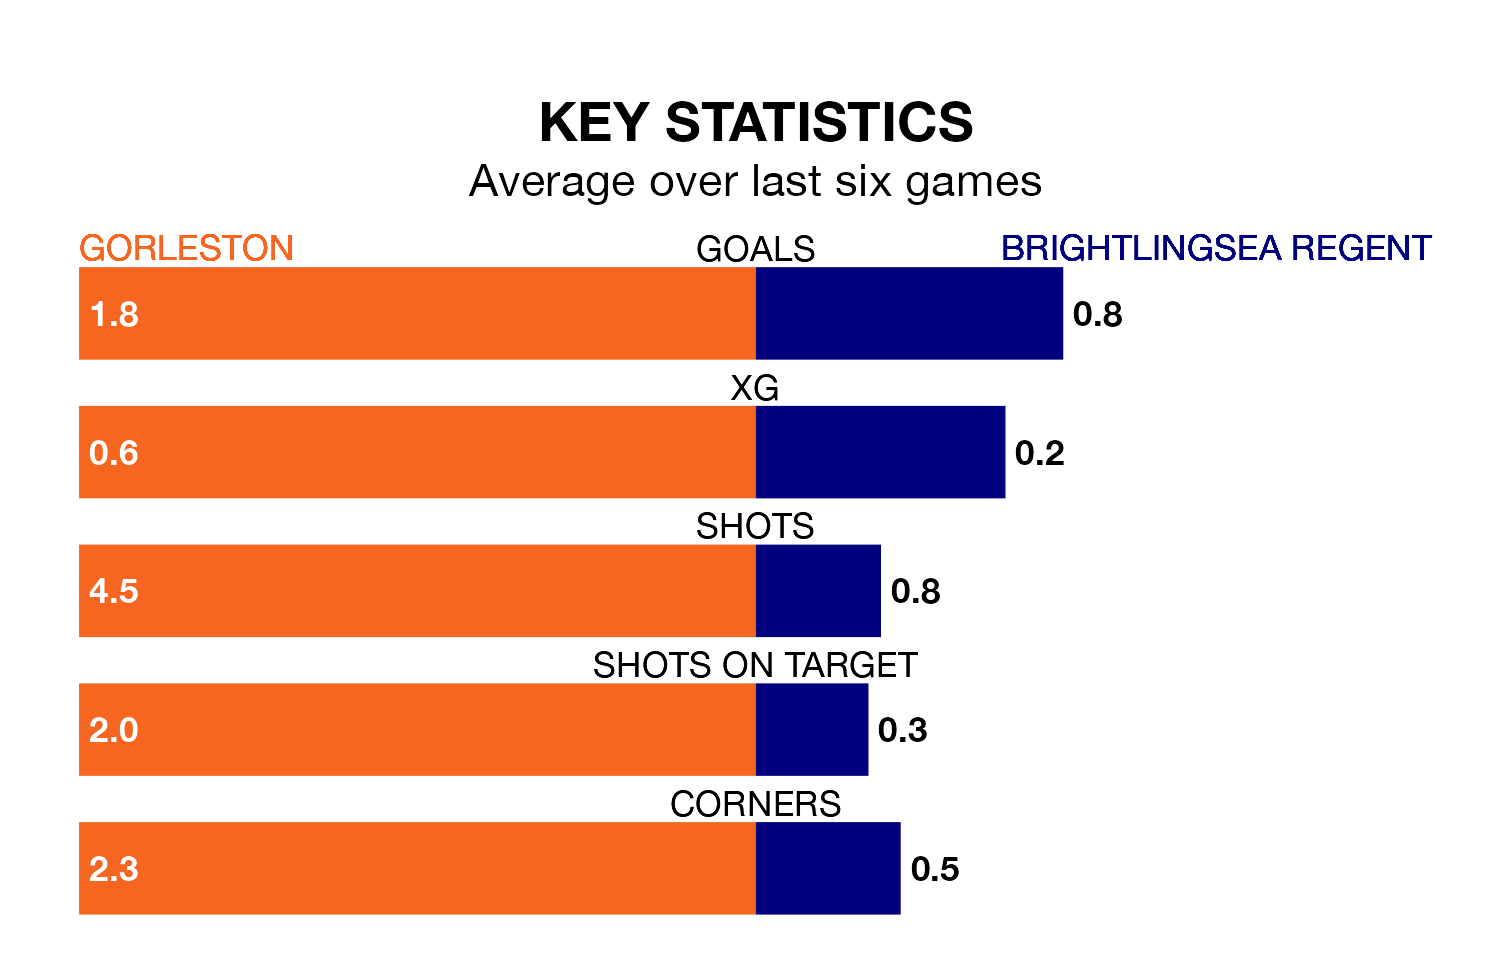 KEY STATISTICS
Average over last six games
GORLESTON GOALS BRIGHTLINGSEA REGENT
1.8 0.8
XG
0.6 0.2
SHOTS
4.5 0.8
SHOTS ON TARGET
2.0 0.3
CORNERS
2.3 0.5